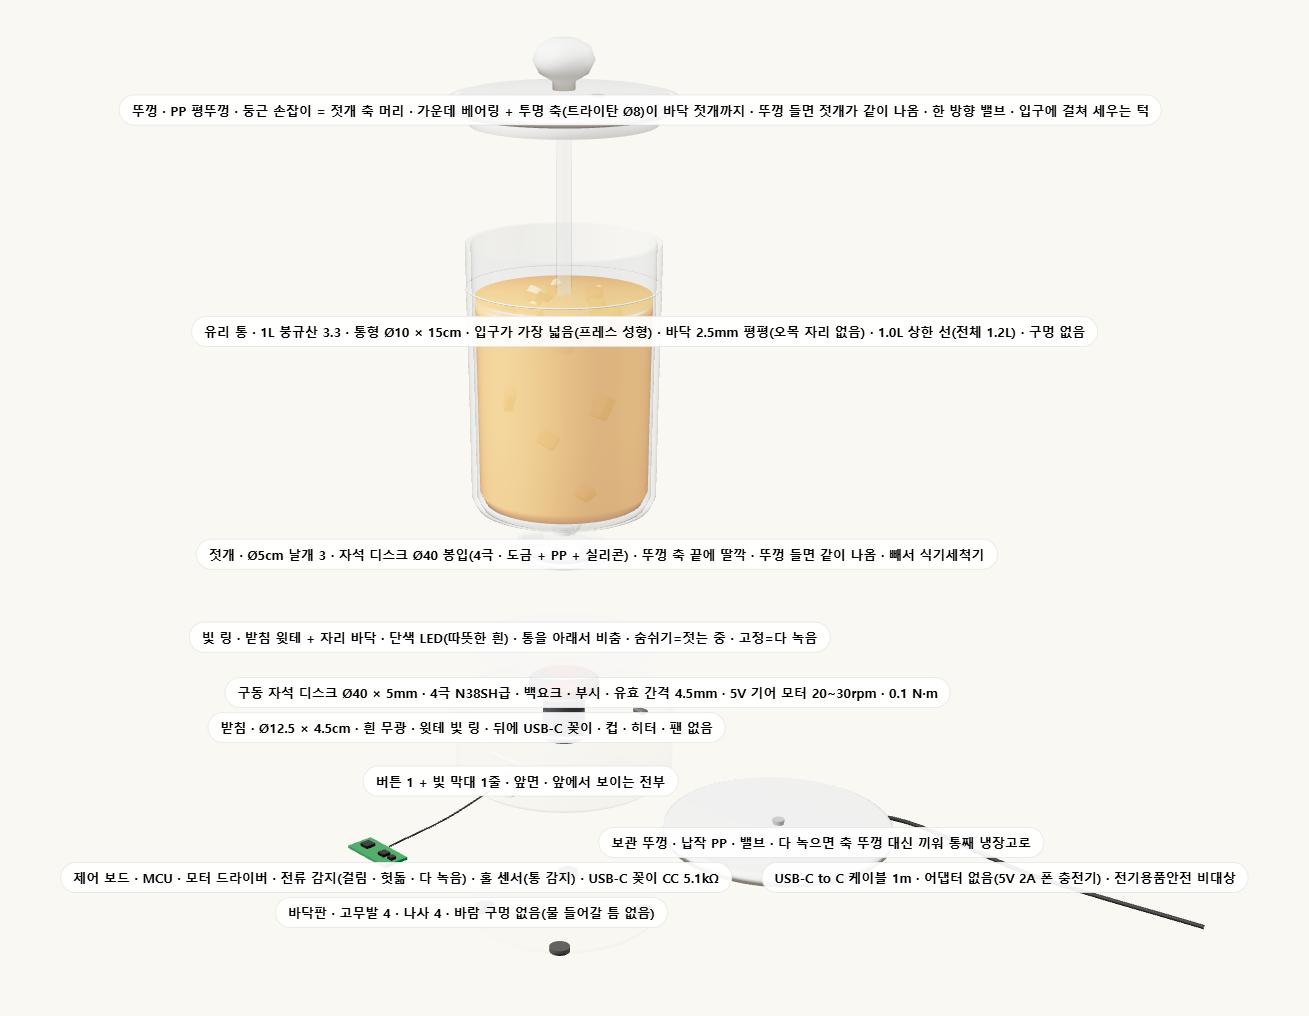 뚜껑 · PP 평뚜껑 · 둥근 손잡이 = 젓개 축 머리 · 가운데 베어링 + 투명 축(트라이탄 Ø8)이 바닥 젓개까지 · 뚜껑 들면 젓개가 같이 나옴 · 한 방향 밸브 · 입구에 걸쳐 세우는 턱
유리 통 · 1L 붕규산 3.3 · 통형 Ø10 × 15cm · 입구가 가장 넓음(프레스 성형) · 바닥 2.5mm 평평(오목 자리 없음) · 1.0L 상한 선(전체 1.2L) · 구멍 없음
젓개 · Ø5cm 날개 3 · 자석 디스크 Ø40 봉입(4극 · 도금 + PP + 실리콘) · 뚜껑 축 끝에 딸깍 · 뚜껑 들면 같이 나옴 · 빼서 식기세척기
빛 링 · 받침 윗테 + 자리 바닥 · 단색 LED(따뜻한 흰) · 통을 아래서 비춤 · 숨쉬기=젓는 중 · 고정=다 녹음
구동 자석 디스크 Ø40 × 5mm · 4극 N38SH급 · 백요크 · 부시 · 유효 간격 4.5mm · 5V 기어 모터 20~30rpm · 0.1 N·m
받침 · Ø12.5 × 4.5cm · 흰 무광 · 윗테 빛 링 · 뒤에 USB-C 꽂이 · 컵 · 히터 · 팬 없음
버튼 1 + 빛 막대 1줄 · 앞면 · 앞에서 보이는 전부
보관 뚜껑 · 납작 PP · 밸브 · 다 녹으면 축 뚜껑 대신 끼워 통째 냉장고로
제어 보드 · MCU · 모터 드라이버 · 전류 감지(걸림 · 헛돎 · 다 녹음) · 홀 센서(통 감지) · USB-C 꽂이 CC 5.1kΩ
USB-C to C 케이블 1m · 어댑터 없음(5V 2A 폰 충전기) · 전기용품안전 비대상
바닥판 · 고무발 4 · 나사 4 · 바람 구멍 없음(물 들어갈 틈 없음)